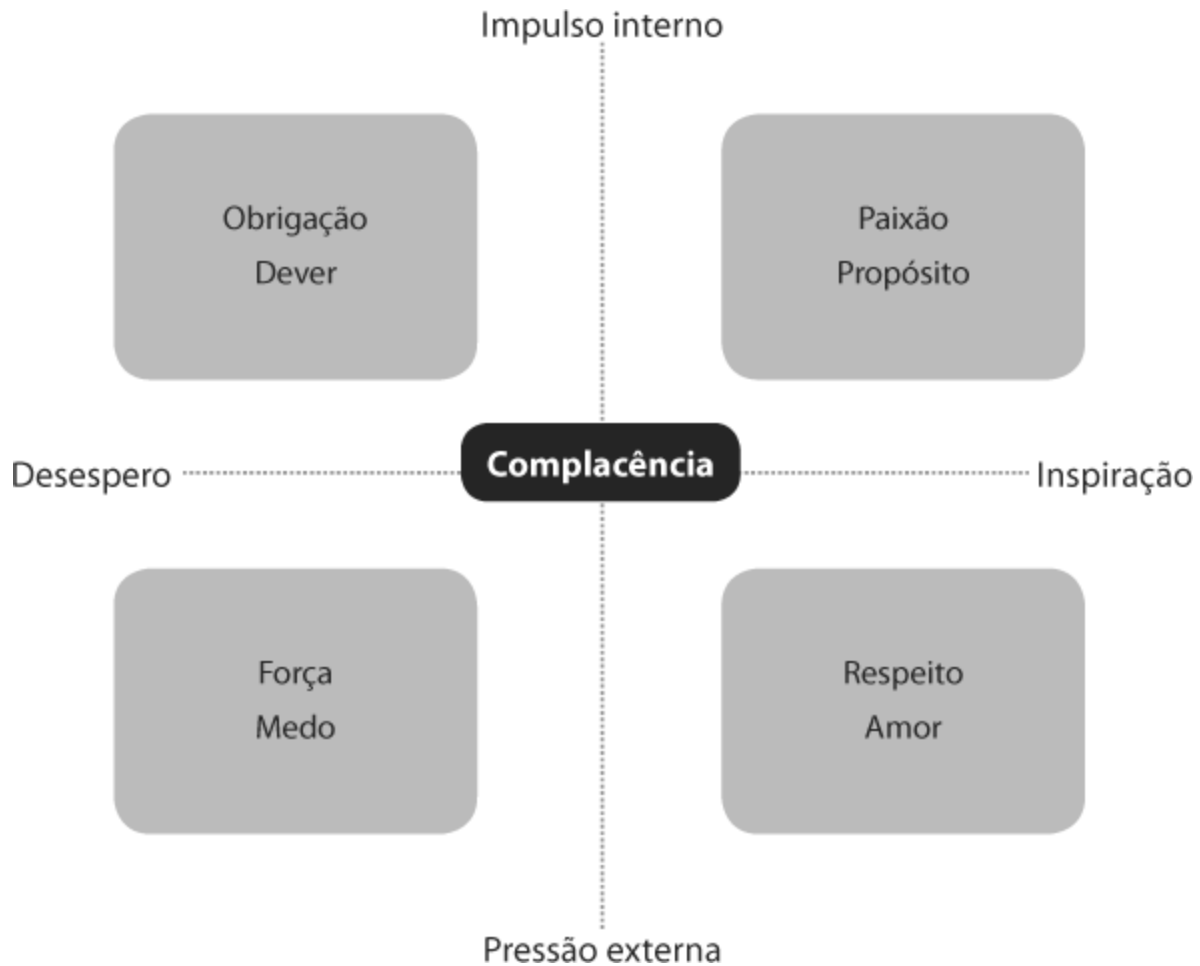 Impulso interno
Obrigação
Dever
Paixão
Propósito
Desespero
Complacência
Inspiração
Força
Medo
Respeito
Amor
Pressão externa